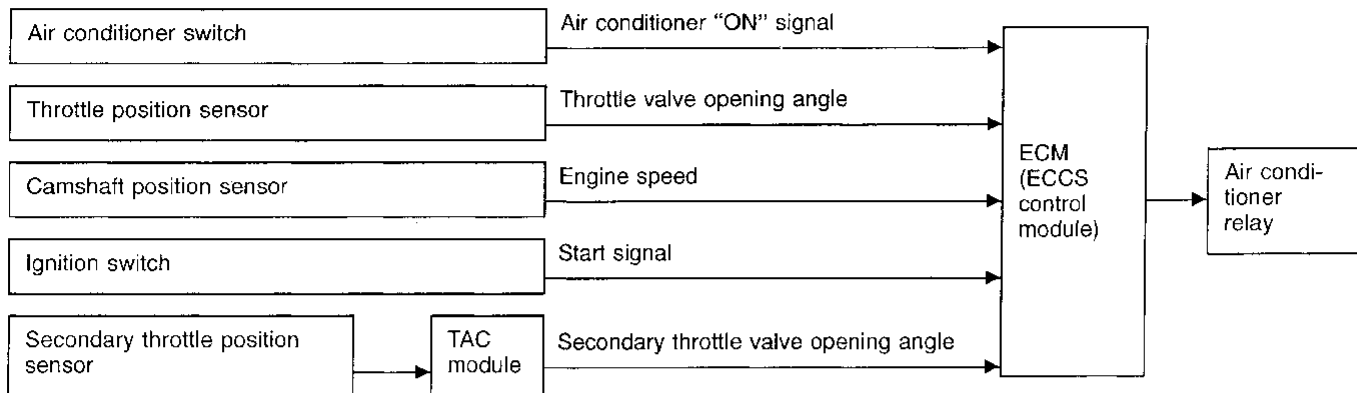 Air conditioner switch
Air conditioner “ON” signal
Throttle position sensor
Throttle valve opening angle
Camshaft position sensor
Engine speed
Ignition switch
Start signal
Secondary throttle position
sensor
TAC
module
Secondary throttle valve opening angle
ECM
(ECCS
control
module)
Air condi-
tioner
relay